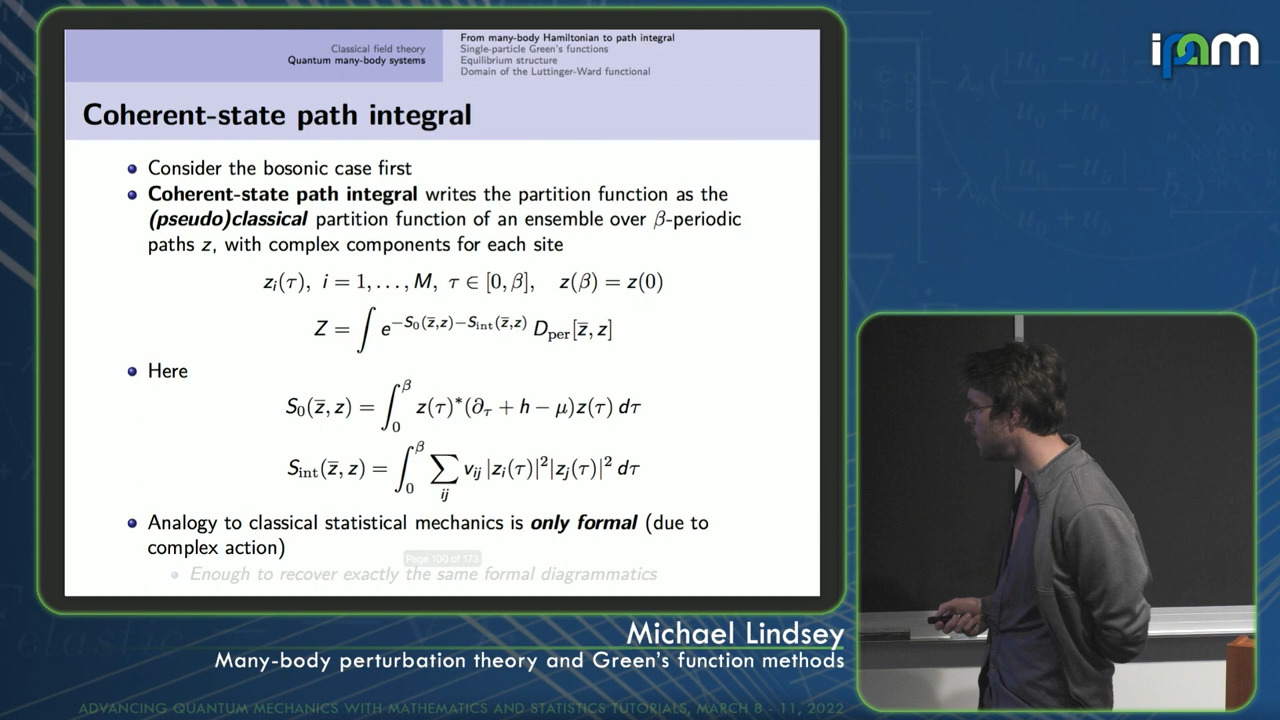 Classical field theory
Quantum many-body systems
From many-body Hamiltonian to path integral
Single-particle Green's functions
Equilibrium structure
Domain of the Luttinger-Ward functional
ipam
Coherent-state path integral
Consider the bosonic case first
Coherent-state path integral writes the partition function as the
(pseudo)classical partition function of an ensemble over β-periodic
paths z, with complex components for each site
z_i(τ), i = 1, . . . , M, τ ∈ [0, β], z(β) = z(0)
Z = ∫ e^{−S_0(z̅,z)−S_int(z̅,z)} D_per[z̅, z]
Here
S_0(z̅, z) = ∫_0^β z(τ)*(∂_τ + h − μ)z(τ) dτ
S_int(z̅, z) = ∫_0^β ∑_{ij} v_{ij} |z_i(τ)|²|z_j(τ)|² dτ
Analogy to classical statistical mechanics is only formal (due to
complex action)
Page 100 of 173
Enough to recover exactly the same formal diagrammatics
Michael Lindsey
Many-body perturbation theory and Green's function methods
ADVANCING QUANTUM MECHANICS WITH MATHEMATICS AND STATISTICS TUTORIALS, MARCH 8 - 11, 2022